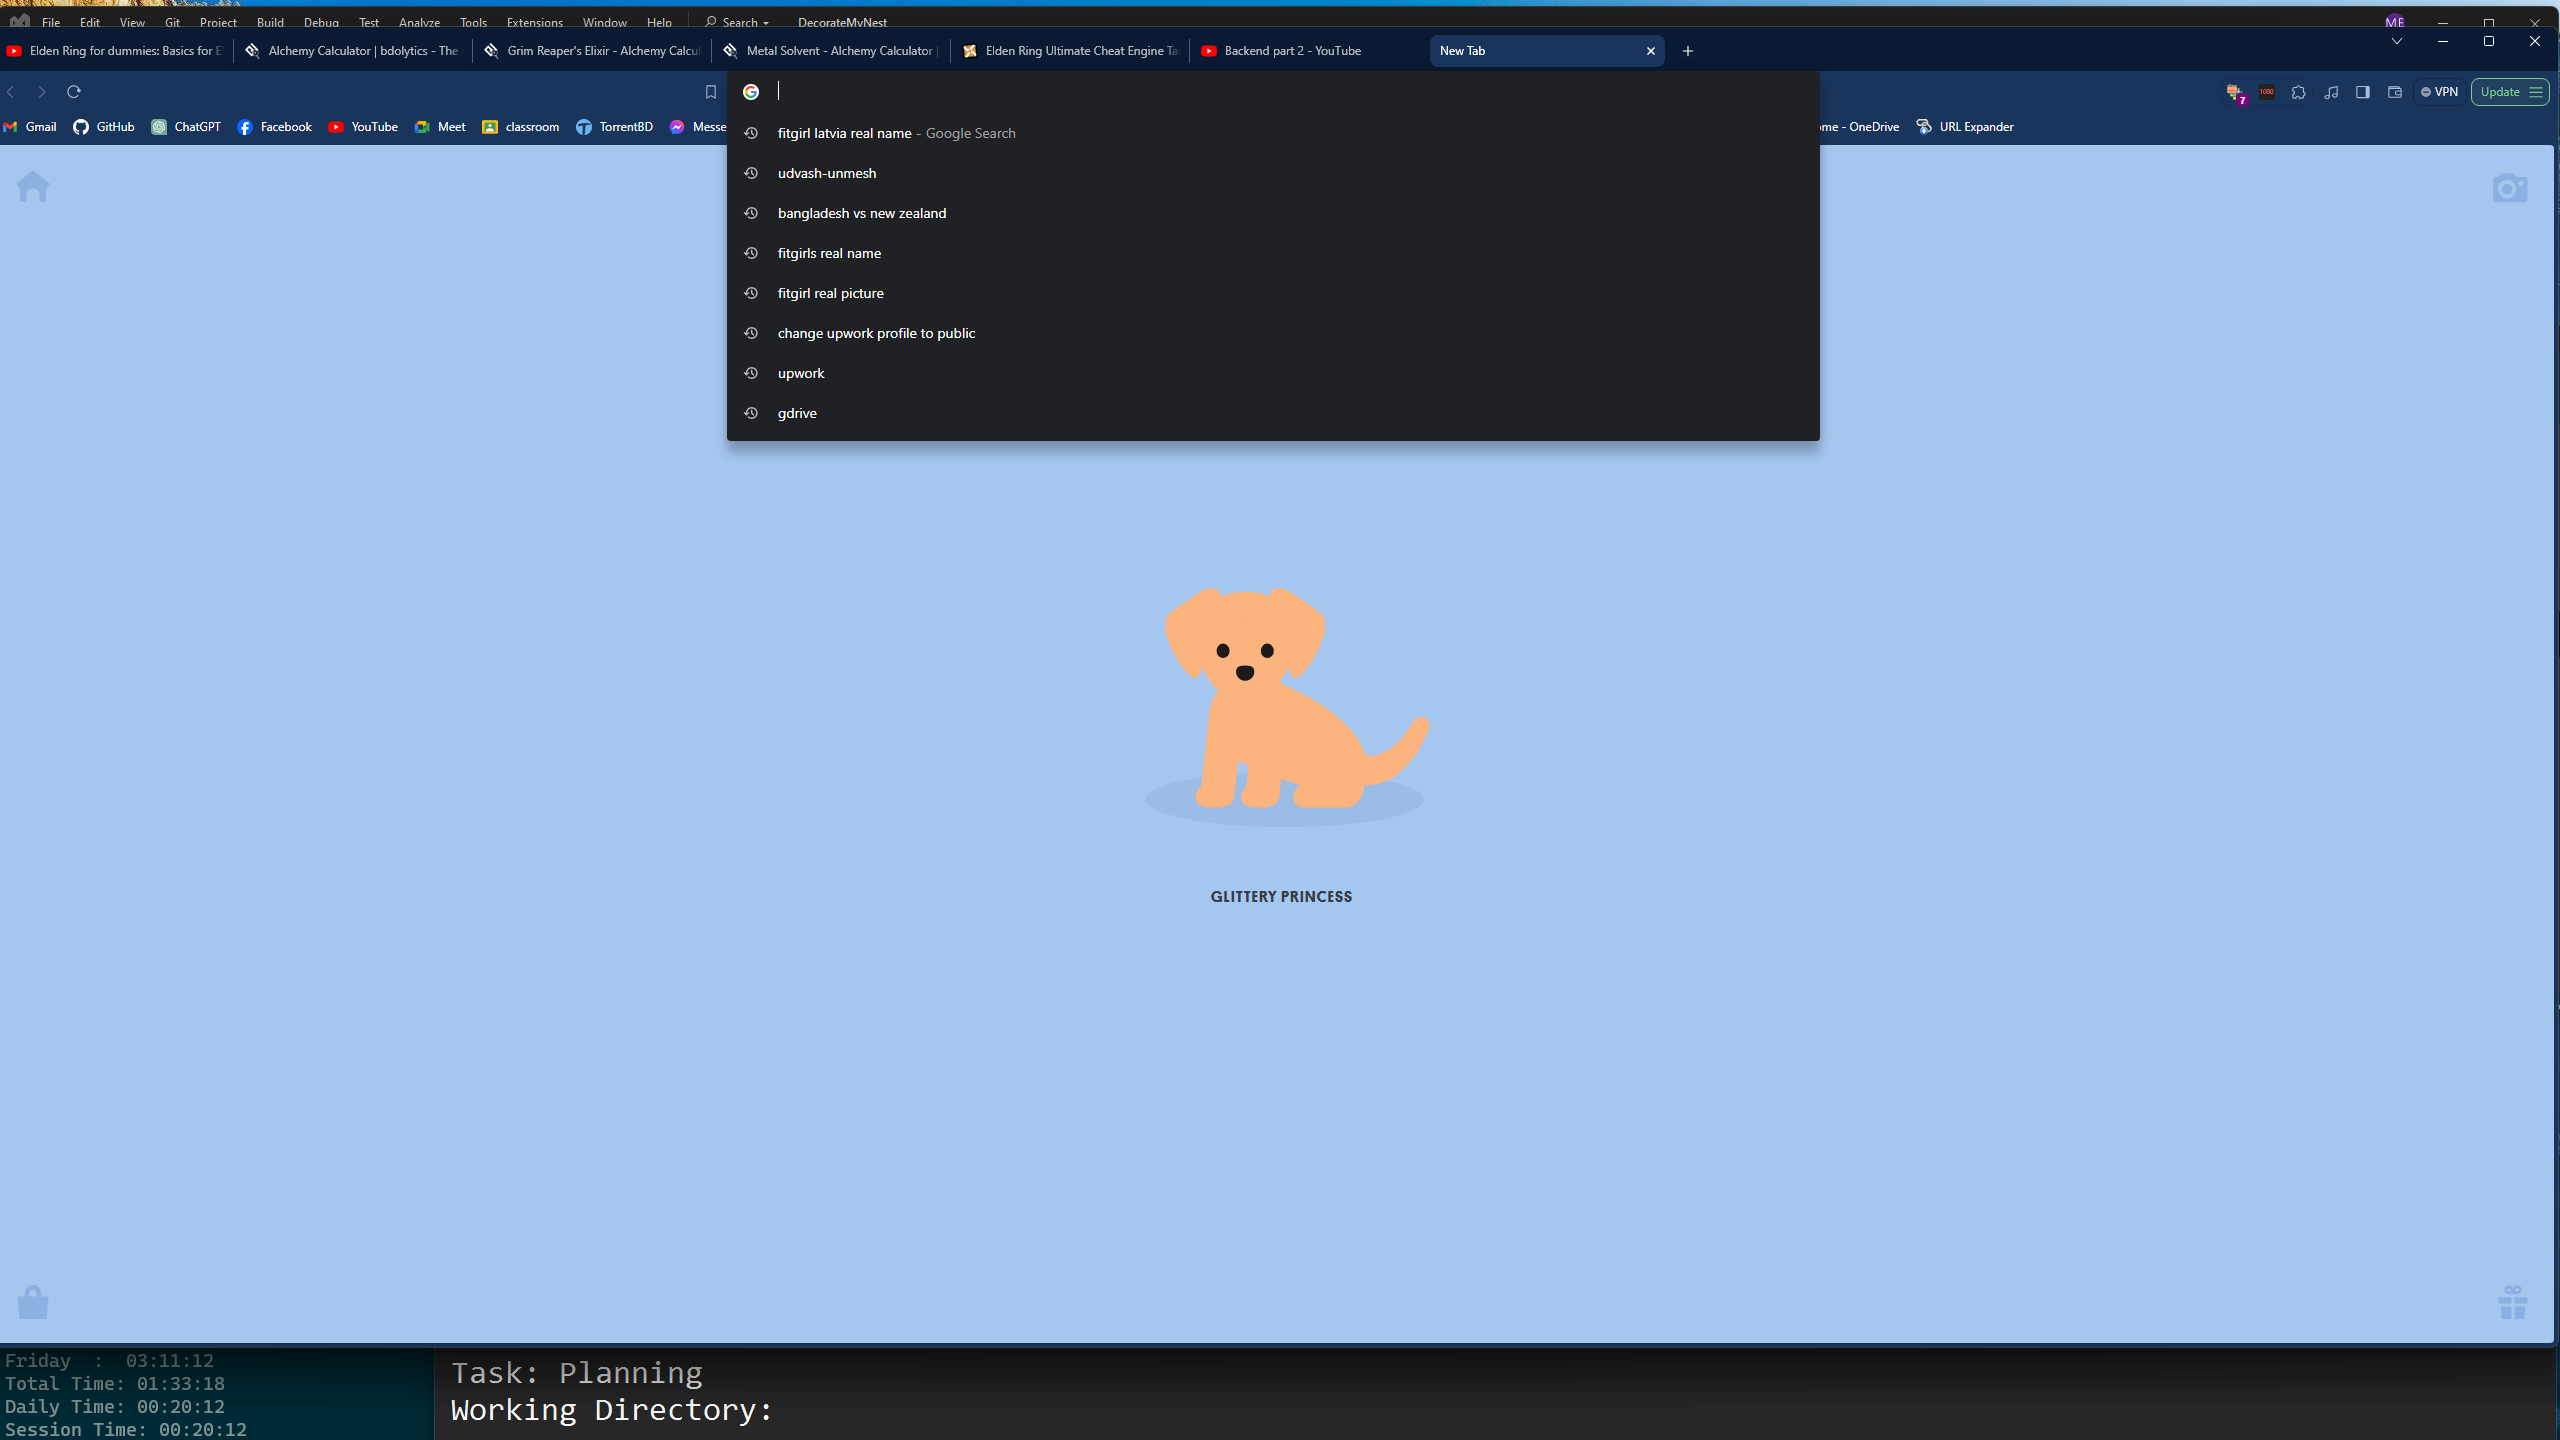 File Edit View Git Project Build Debug Test Analyze Tools Extensions Window Help Search DecorateMyNest ME
Elden Ring for dummies: Basics for E Alchemy Calculator | bdolytics - The Grim Reaper's Elixir - Alchemy Calcu Metal Solvent - Alchemy Calculator | Elden Ring Ultimate Cheat Engine Ta Backend part 2 - YouTube New Tab
7 1080 VPN Update
Gmail GitHub ChatGPT Facebook YouTube Meet classroom TorrentBD Messe ome - OneDrive URL Expander
fitgirl latvia real name - Google Search
udvash-unmesh
bangladesh vs new zealand
fitgirls real name
fitgirl real picture
change upwork profile to public
upwork
gdrive
GLITTERY PRINCESS
Friday : 03:11:12
Total Time: 01:33:18
Daily Time: 00:20:12
Session Time: 00:20:12
Task: Planning
Working Directory: